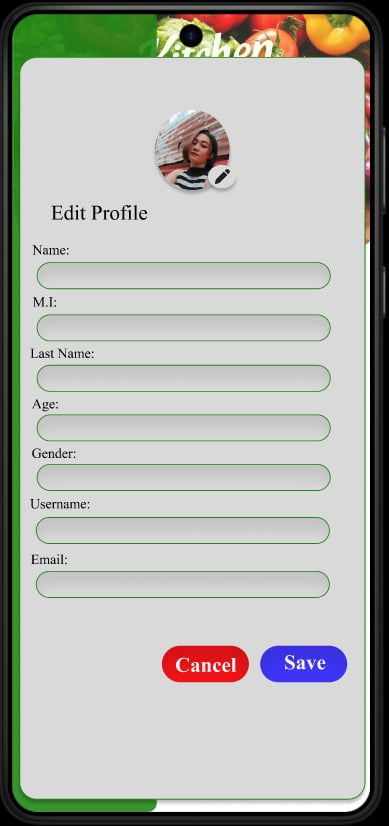 Kitchen
Edit Profile
Name:
M.I:
Last Name:
Age:
Gender:
Username:
Email:
Cancel
Save